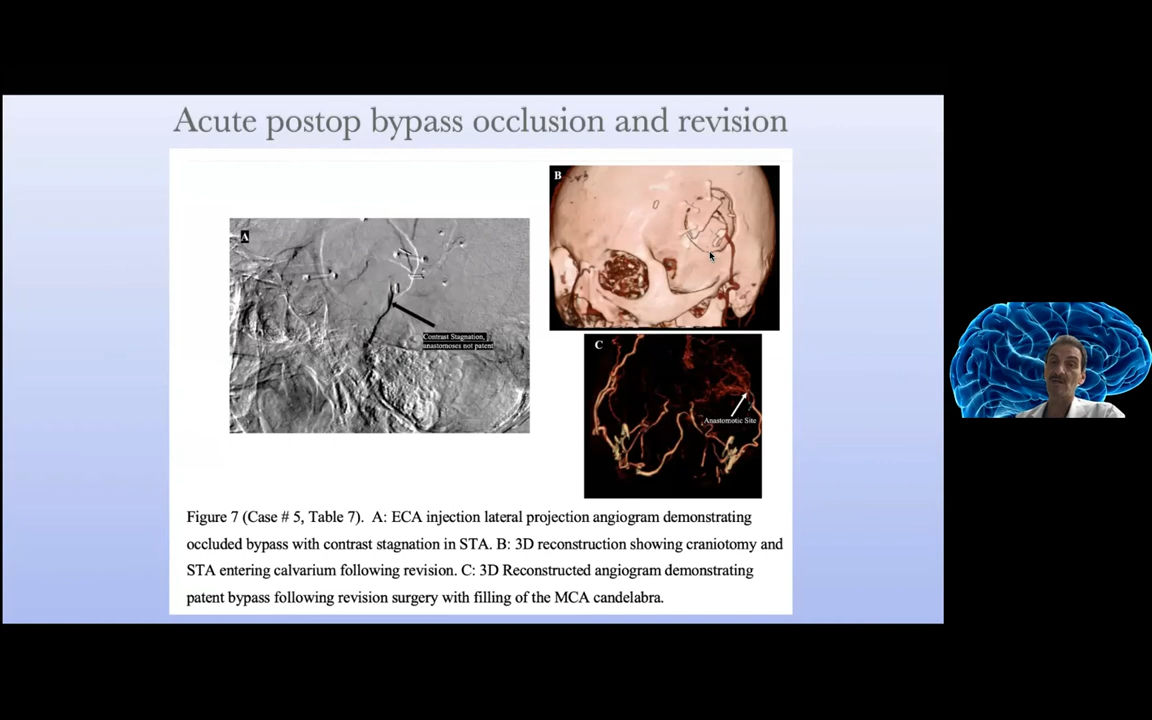 Acute postop bypass occlusion and revision
A
Contrast Stagnation,
anastomoses not patent
B
C
Anastomotic Site
Figure 7 (Case # 5, Table 7). A: ECA injection lateral projection angiogram demonstrating
occluded bypass with contrast stagnation in STA. B: 3D reconstruction showing craniotomy and
STA entering calvarium following revision. C: 3D Reconstructed angiogram demonstrating
patent bypass following revision surgery with filling of the MCA candelabra.